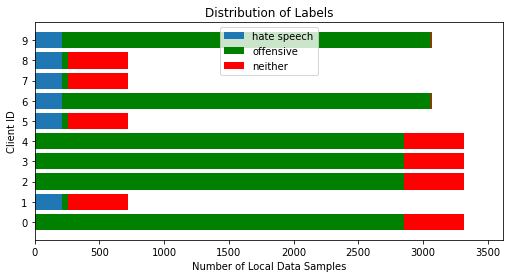 Distribution of Labels
hate speech
offensive
neither
Client ID
9
8
7
6
5
4
3
2
1
0
0 500 1000 1500 2000 2500 3000 3500
Number of Local Data Samples